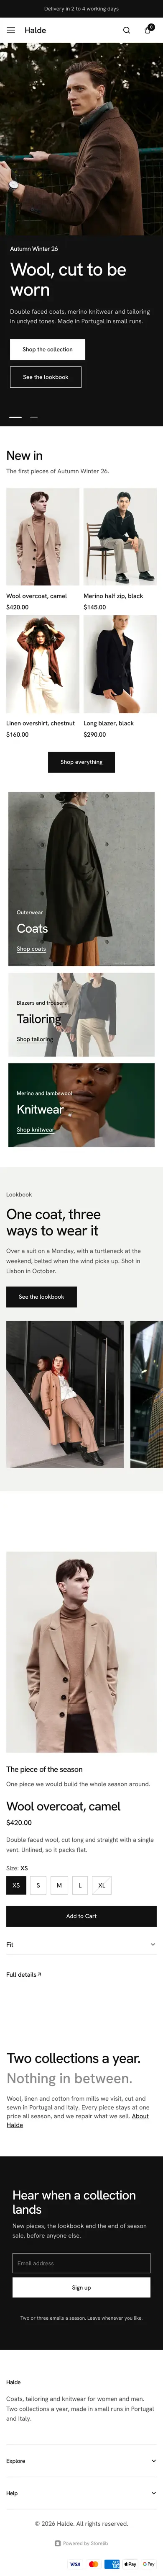 Delivery in 2 to 4 working days
Halde
0
Autumn Winter 26
Wool, cut to be
worn
Double faced coats, merino knitwear and tailoring
in undyed tones. Made in Portugal in small runs.
Shop the collection
See the lookbook
New in
The first pieces of Autumn Winter 26.
Wool overcoat, camel
$420.00
Merino half zip, black
$145.00
Linen overshirt, chestnut
$160.00
Long blazer, black
$290.00
Shop everything
Outerwear
Coats
Shop coats
Blazers and trousers
Tailoring
Shop tailoring
Merino and lambswool
Knitwear
Shop knitwear
Lookbook
One coat, three
ways to wear it
Over a suit on a Monday, with a turtleneck at the
weekend, belted when the wind picks up. Shot in
Lisbon in October.
See the lookbook
The piece of the season
One piece we would build the whole season around.
Wool overcoat, camel
$420.00
Double faced wool, cut long and straight with a single
vent. Unlined, so it packs flat.
Size: XS
XS S M L XL
Add to Cart
Fit
Full details
Two collections a year.
Nothing in between.
Wool, linen and cotton from mills we visit, cut and
sewn in Portugal and Italy. Every piece stays at one
price all season, and we repair what we sell. About
Halde
Hear when a collection
lands
New pieces, the lookbook and the end of season
sale, before anyone else.
Email address
Sign up
Two or three emails a season. Leave whenever you like.
Halde
Coats, tailoring and knitwear for women and men.
Two collections a year, made in small runs in Portugal
and Italy.
Explore
Help
© 2026 Halde. All rights reserved.
Powered by Storekis
VISA
G Pay